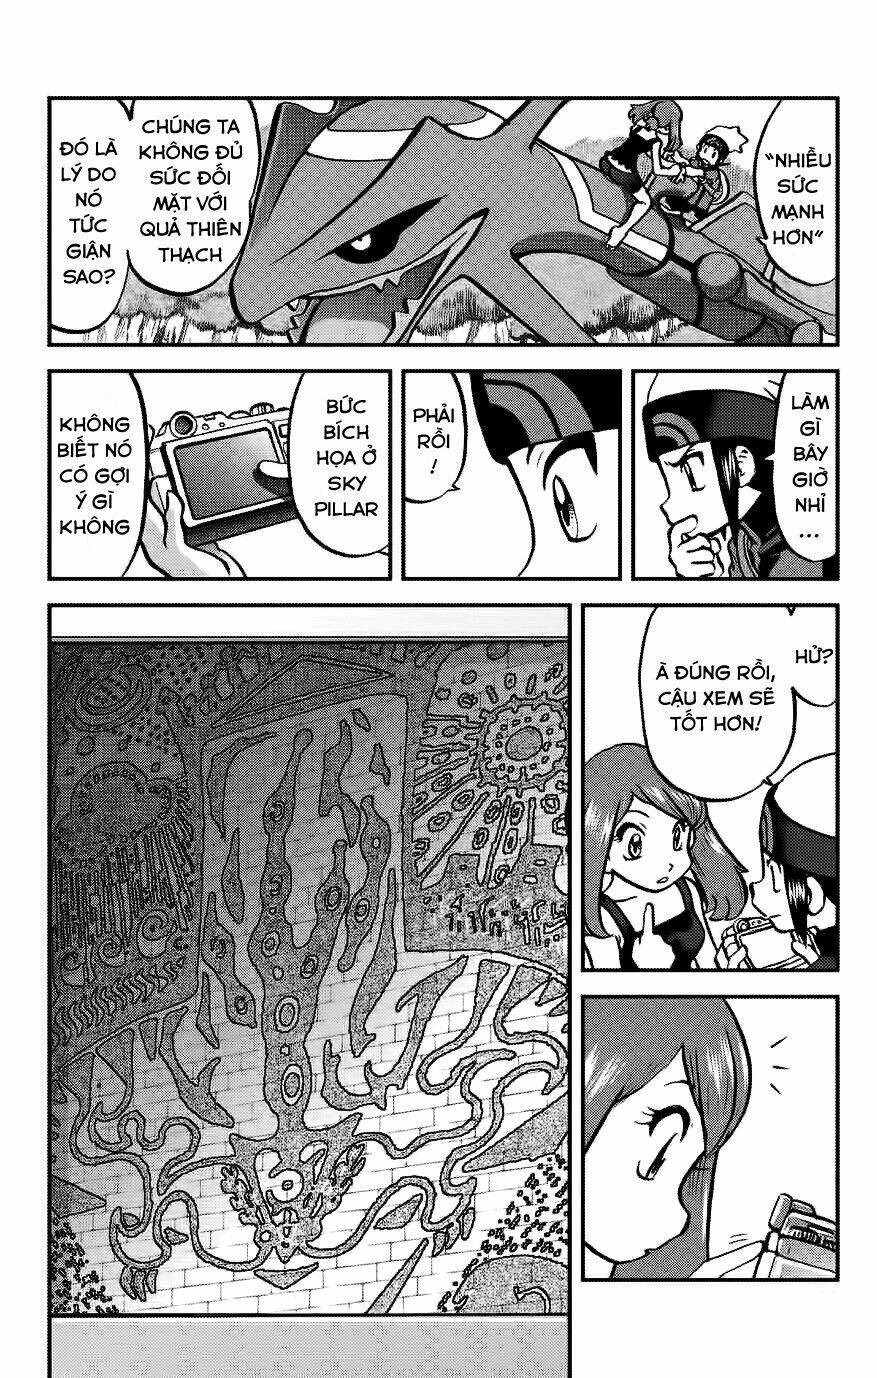 “NHIỀU
SỨC
MẠNH
HƠN”
CHÚNG TA
KHÔNG ĐỦ
SỨC ĐỐI
MẶT VỚI
QUẢ THIÊN
THẠCH
ĐÓ LÀ
LÝ DO
NÓ
TỨC
GIẬN
SAO?
LÀM
GÌ
BÂY
GIỜ
NHỈ
...
PHẢI
RỒI
!
BỨC
BÍCH
HỌA Ở
SKY
PILLAR
KHÔNG
BIẾT NÓ
CÓ GỢI
Ý GÌ
KHÔNG
HỬ?
À ĐÚNG RỒI,
CẬU XEM SẼ
TỐT HƠN!